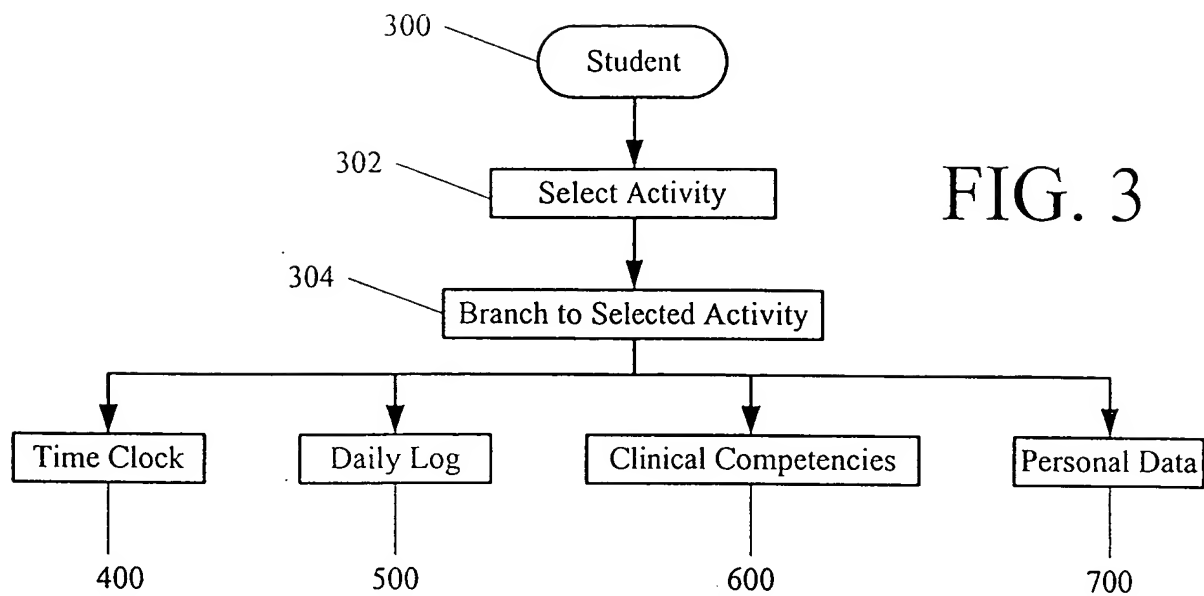 300
Student
302
Select Activity
FIG. 3
304
Branch to Selected Activity
Time Clock
Daily Log
Clinical Competencies
Personal Data
400
500
600
700